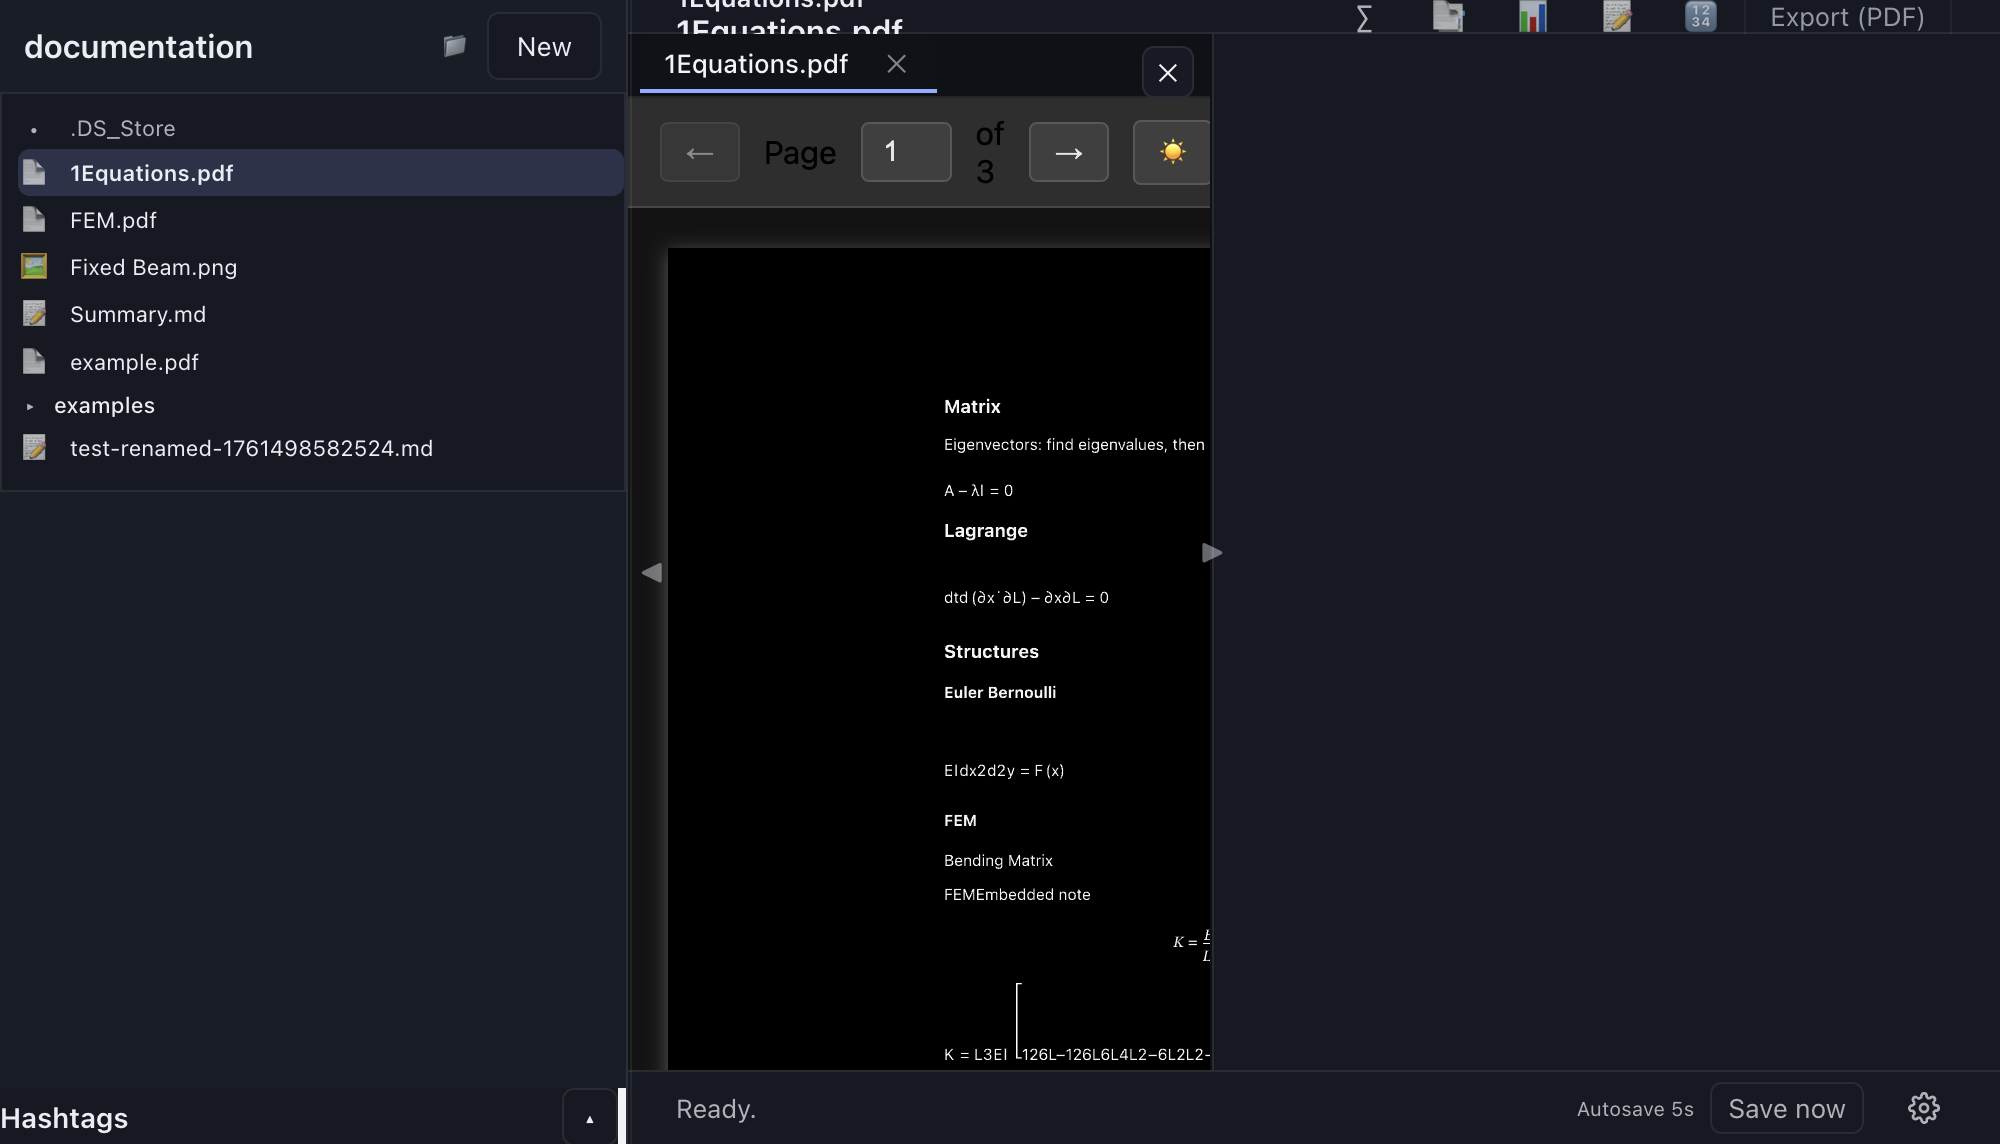 documentation
New
.DS_Store
1Equations.pdf
FEM.pdf
Fixed Beam.png
Summary.md
example.pdf
examples
test-renamed-1761498582524.md
Hashtags
1Equations.pdf
1Equations.pdf
Export (PDF)
1Equations.pdf
Page 1 of 3
Matrix
Eigenvectors: find eigenvalues, then
A – λI = 0
Lagrange
dtd (∂x˙∂L) – ∂x∂L = 0
Structures
Euler Bernoulli
EIdx2d2y = F (x)
FEM
Bending Matrix
FEMEmbedded note
K =
K = L3EI [126L–126L6L4L2–6L2L2-
Ready.
Autosave 5s
Save now